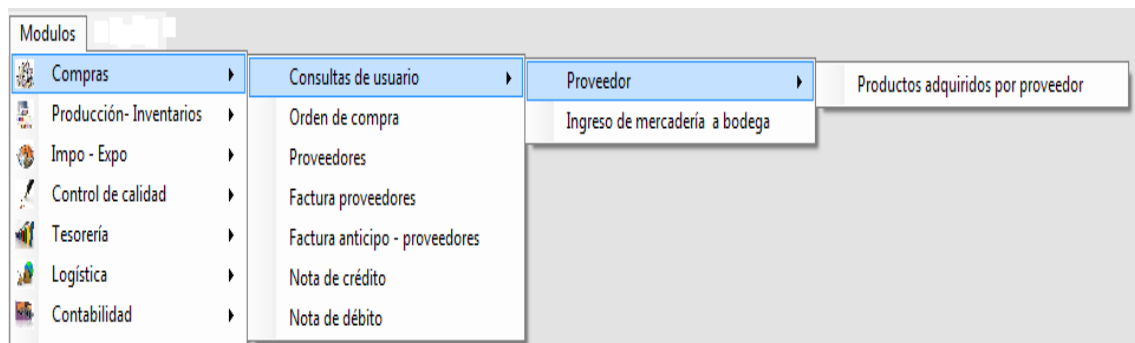 Modulos
Compras
Producción- Inventarios
Impo - Expo
Control de calidad
Tesorería
Logística
Contabilidad
Consultas de usuario
Orden de compra
Proveedores
Factura proveedores
Factura anticipo - proveedores
Nota de crédito
Nota de débito
Proveedor
Ingreso de mercadería a bodega
Productos adquiridos por proveedor